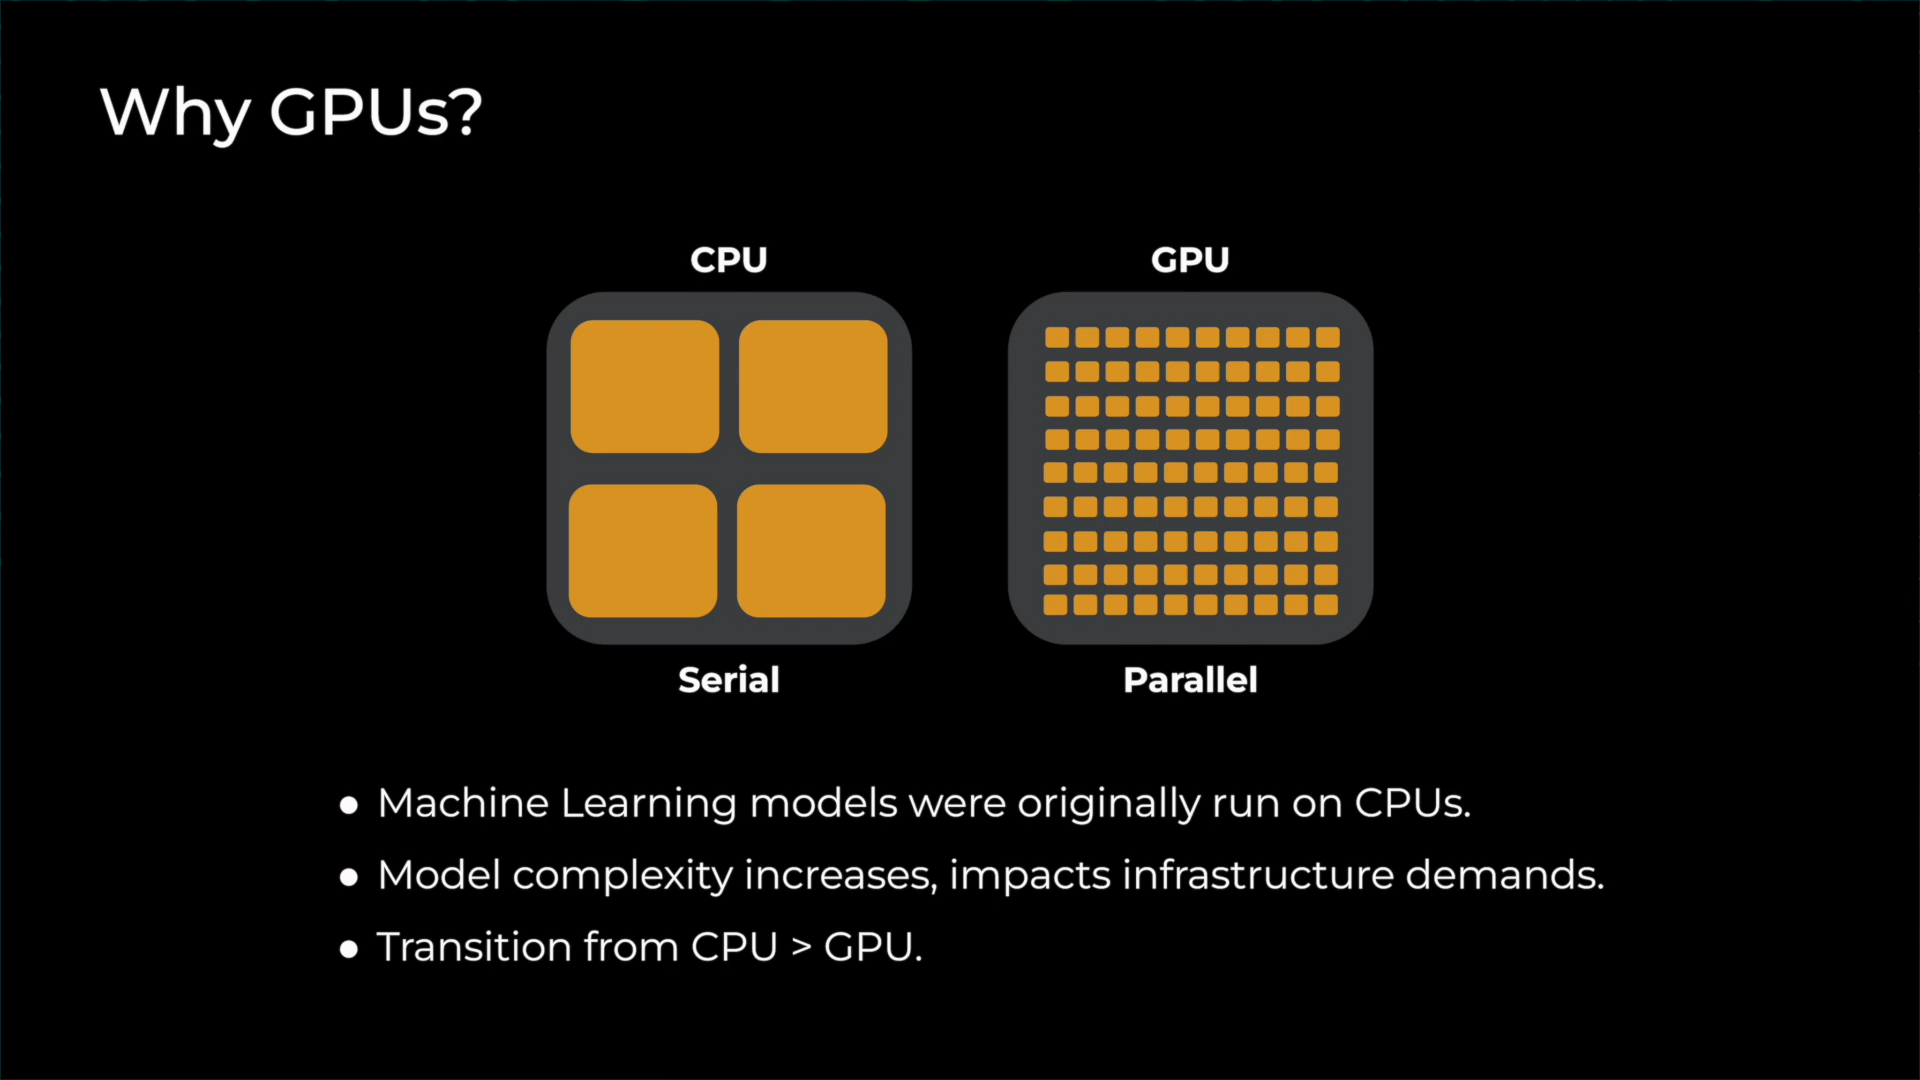 Why GPUs?
CPU
GPU
Serial
Parallel
● Machine Learning models were originally run on CPUs.
● Model complexity increases, impacts infrastructure demands.
● Transition from CPU > GPU.